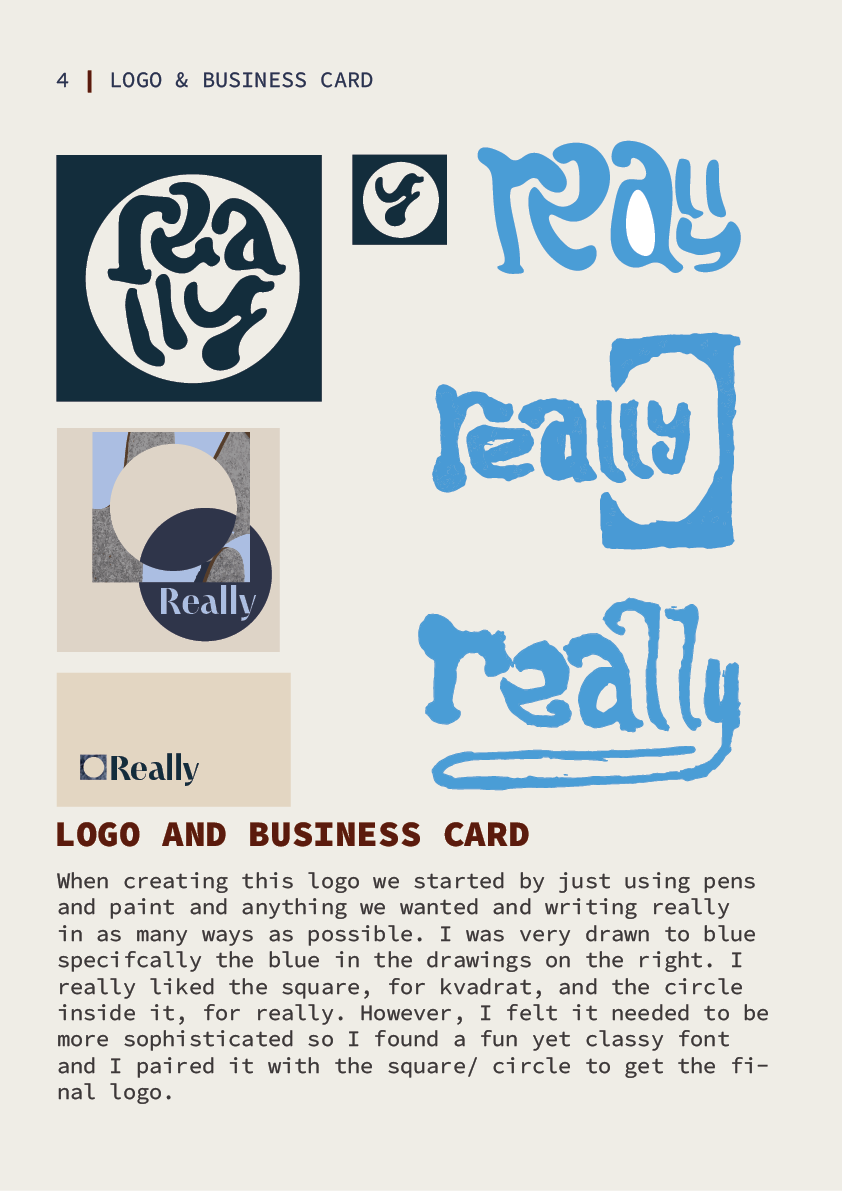 4 | LOGO & BUSINESS CARD
Rea
lly
y
really
really
Really
really
Really
LOGO AND BUSINESS CARD
When creating this logo we started by just using pens
and paint and anything we wanted and writing really
in as many ways as possible. I was very drawn to blue
specifcally the blue in the drawings on the right. I
really liked the square, for kvadrat, and the circle
inside it, for really. However, I felt it needed to be
more sophisticated so I found a fun yet classy font
and I paired it with the square/ circle to get the fi-
nal logo.